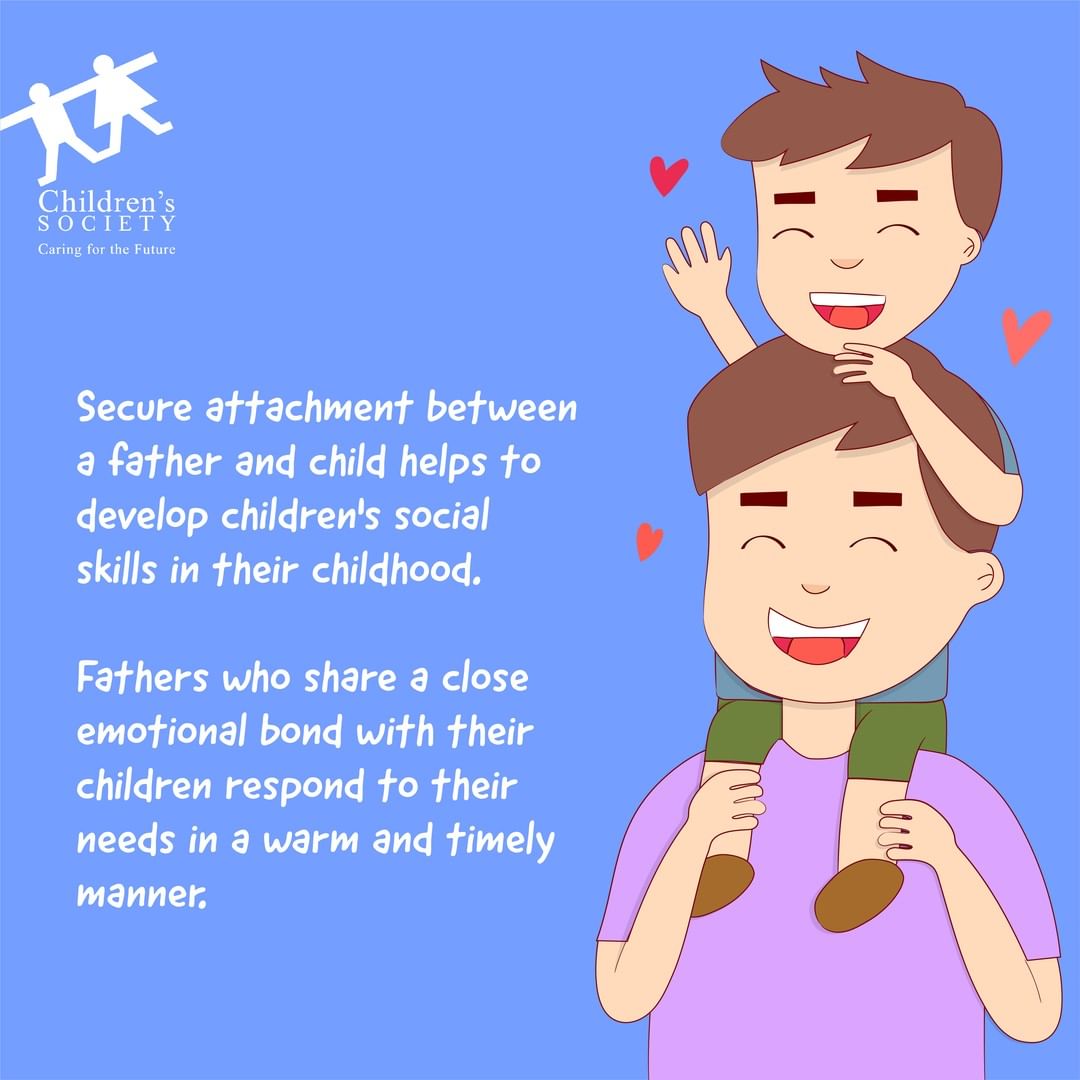 Children's
SOCIETY
Caring for the Future
Secure attachment between
a father and child helps to
develop children's social
skills in their childhood.
Fathers who share a close
emotional bond with their
children respond to their
needs in a warm and timely
manner.